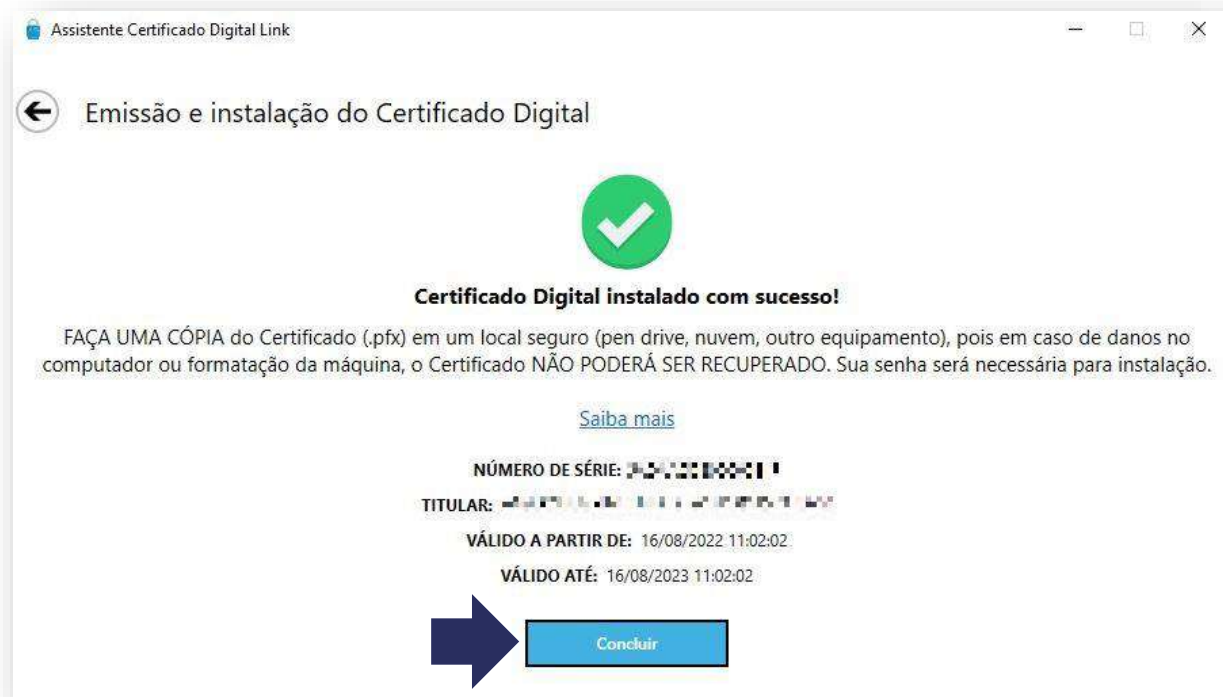 Assistente Certificado Digital Link
Emissão e instalação do Certificado Digital
Certificado Digital instalado com sucesso!
FAÇA UMA CÓPIA do Certificado (.pfx) em um local seguro (pen drive, nuvem, outro equipamento), pois em caso de danos no
computador ou formatação da máquina, o Certificado NÃO PODERÁ SER RECUPERADO. Sua senha será necessária para instalação.
Saiba mais
NÚMERO DE SÉRIE:
TITULAR:
VÁLIDO A PARTIR DE: 16/08/2022 11:02:02
VÁLIDO ATÉ: 16/08/2023 11:02:02
Concluir